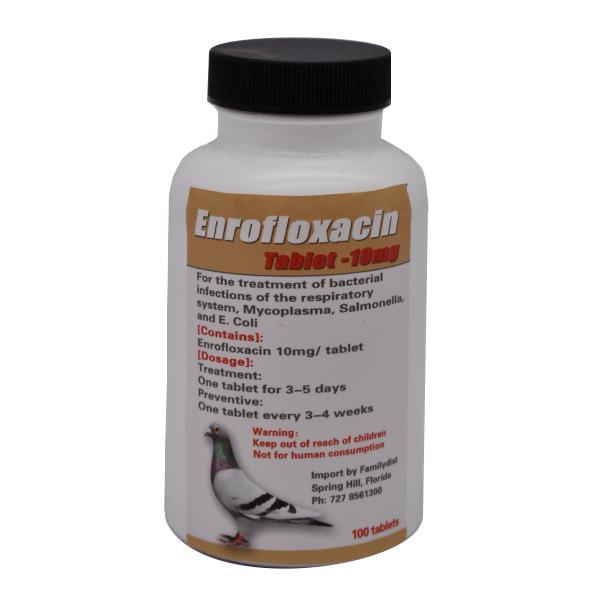 Enrofloxacin
Tablet -10mg
For the treatment of bacterial
infections of the respiratory
system, Mycoplasma, Salmonella,
and E. Coli
[Contains]:
Enrofloxacin 10mg/ tablet
[Dosage]:
Treatment:
One tablet for 3-5 days
Preventive:
One tablet every 3-4 weeks
Warning:
Keep out of reach of children
Not for human consumption
Import by Familydist
Spring Hill, Florida
Ph: 727 8561300
100 tablets